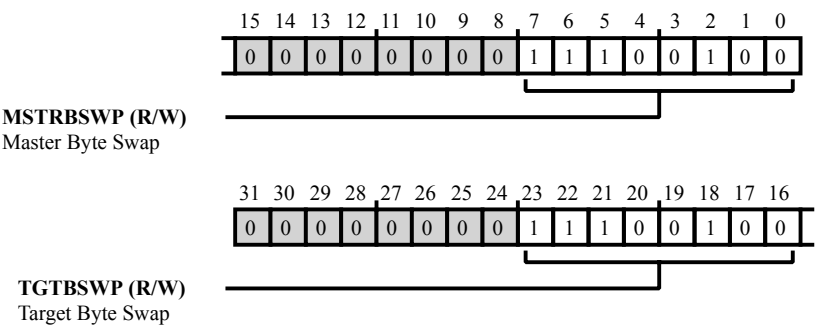 15 14 13 12 11 10 9 8 7 6 5 4 3 2 1 0
0 0 0 0 0 0 0 0 1 1 1 0 0 1 0 0
MSTRBSWP (R/W)
Master Byte Swap
31 30 29 28 27 26 25 24 23 22 21 20 19 18 17 16
0 0 0 0 0 0 0 0 1 1 1 0 0 1 0 0
TGTBSWP (R/W)
Target Byte Swap